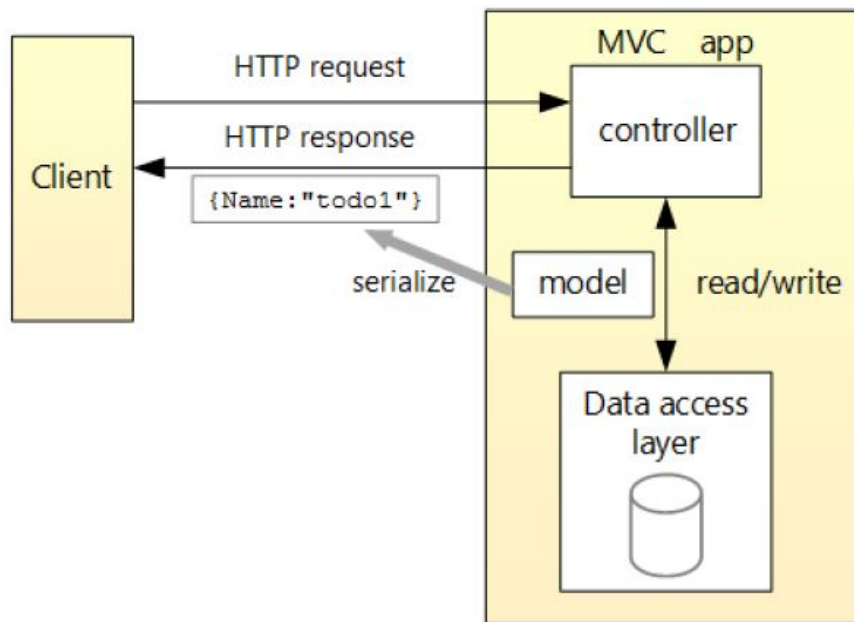 MVC app
HTTP request
controller
HTTP response
Client
{Name:"todo1"}
serialize
model
read/write
Data access
layer